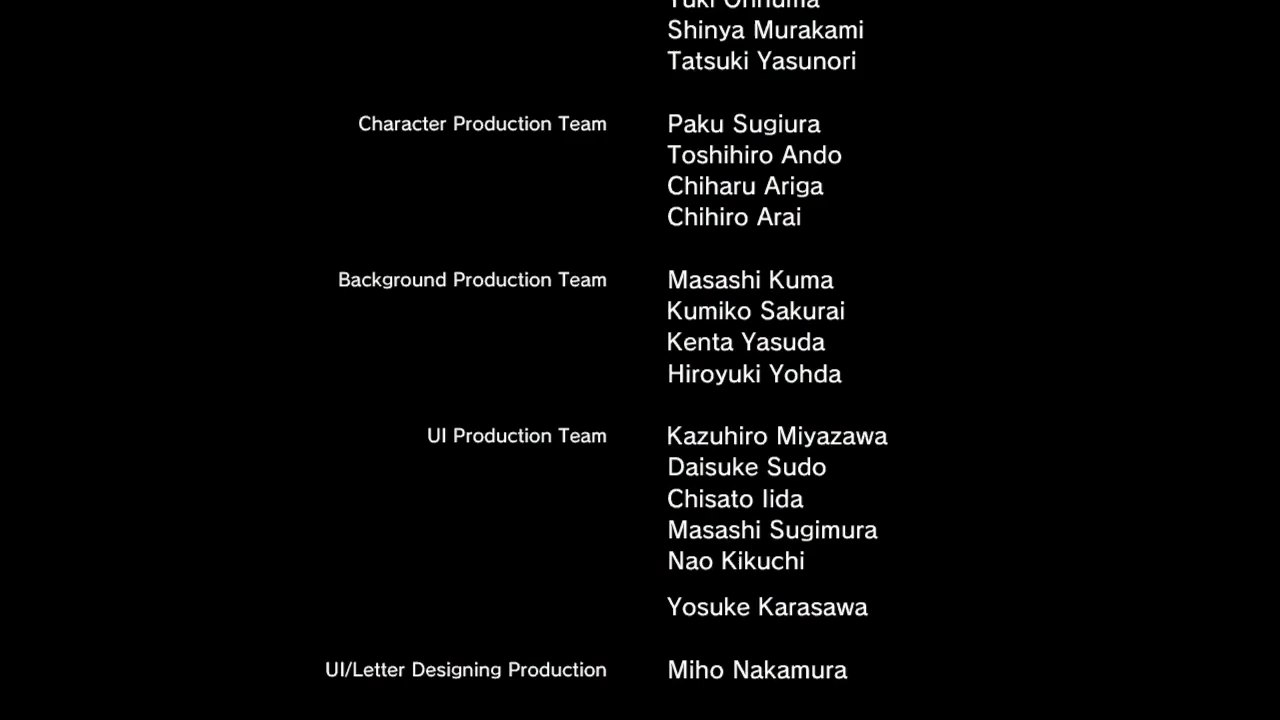 Yuki Ohnuma
Shinya Murakami
Tatsuki Yasunori
Character Production Team Paku Sugiura
Toshihiro Ando
Chiharu Ariga
Chihiro Arai
Background Production Team Masashi Kuma
Kumiko Sakurai
Kenta Yasuda
Hiroyuki Yohda
UI Production Team Kazuhiro Miyazawa
Daisuke Sudo
Chisato Iida
Masashi Sugimura
Nao Kikuchi
Yosuke Karasawa
UI/Letter Designing Production Miho Nakamura